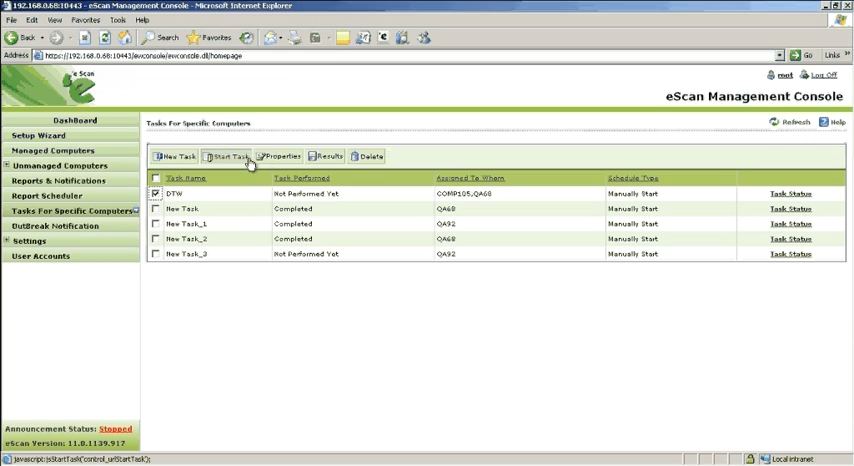 192.168.0.68:10443 - eScan Management Console - Microsoft Internet Explorer
File Edit View Favorites Tools Help
Back Search Favorites
Address https://192.168.0.68:10443/ewconsole/ewconsole.dll/homepage Go Links »
e Scan
root Log Off
eScan Management Console
DashBoard
Setup Wizard
Managed Computers
Unmanaged Computers
Reports & Notifications
Report Scheduler
Tasks For Specific Computers
OutBreak Notification
Settings
User Accounts
Announcement Status: Stopped
eScan Version: 11.0.1139.917
Tasks For Specific Computers Refresh Help
New Task Start Task Properties Results Delete
Task Name Task Performed Assigned To Whom Schedule Type
DTW Not Performed Yet COMP105,QA68 Manually Start Task Status
New Task Completed QA68 Manually Start Task Status
New Task_1 Completed QA92 Manually Start Task Status
New Task_2 Completed QA68 Manually Start Task Status
New Task_3 Not Performed Yet QA92 Manually Start Task Status
javascript:jsStartTask('control_urlStartTask'); Local intranet